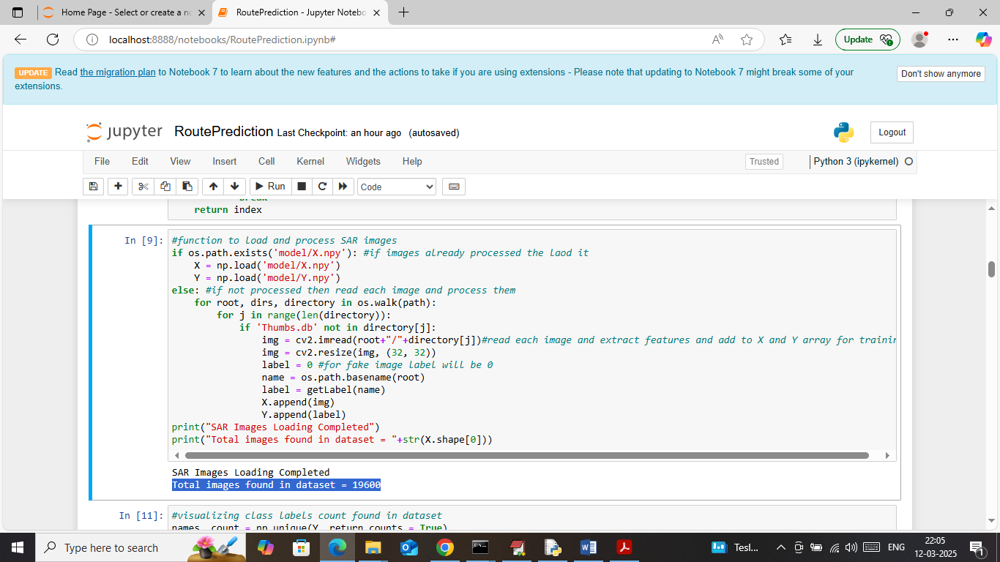 Home Page - Select or create a no
RoutePrediction - Jupyter Notebo
localhost:8888/notebooks/RoutePrediction.ipynb#
Update
UPDATE Read the migration plan to Notebook 7 to learn about the new features and the actions to take if you are using extensions - Please note that updating to Notebook 7 might break some of your
extensions.
Don't show anymore
jupyter RoutePrediction Last Checkpoint: an hour ago (autosaved)
Logout
File Edit View Insert Cell Kernel Widgets Help
Trusted
Python 3 (ipykernel)
Run
Code
break
return index
In [9]: #function to load and process SAR images
if os.path.exists('model/X.npy'): #if images already processed the laod it
X = np.load('model/X.npy')
Y = np.load('model/Y.npy')
else: #if not processed then read each image and process them
for root, dirs, directory in os.walk(path):
for j in range(len(directory)):
if 'Thumbs.db' not in directory[j]:
img = cv2.imread(root+"/"+directory[j])#read each image and extract features and add to X and Y array for trainin
img = cv2.resize(img, (32, 32))
label = 0 #for fake image label will be 0
name = os.path.basename(root)
label = getLabel(name)
X.append(img)
Y.append(label)
print("SAR Images Loading Completed")
print("Total images found in dataset = "+str(X.shape[0]))
SAR Images Loading Completed
Total images found in dataset = 19600
In [11]: #visualizing class labels count found in dataset
names, count = np.unique(Y, return_counts = True)
Type here to search
Tesl...
ENG
22:05
12-03-2025
1